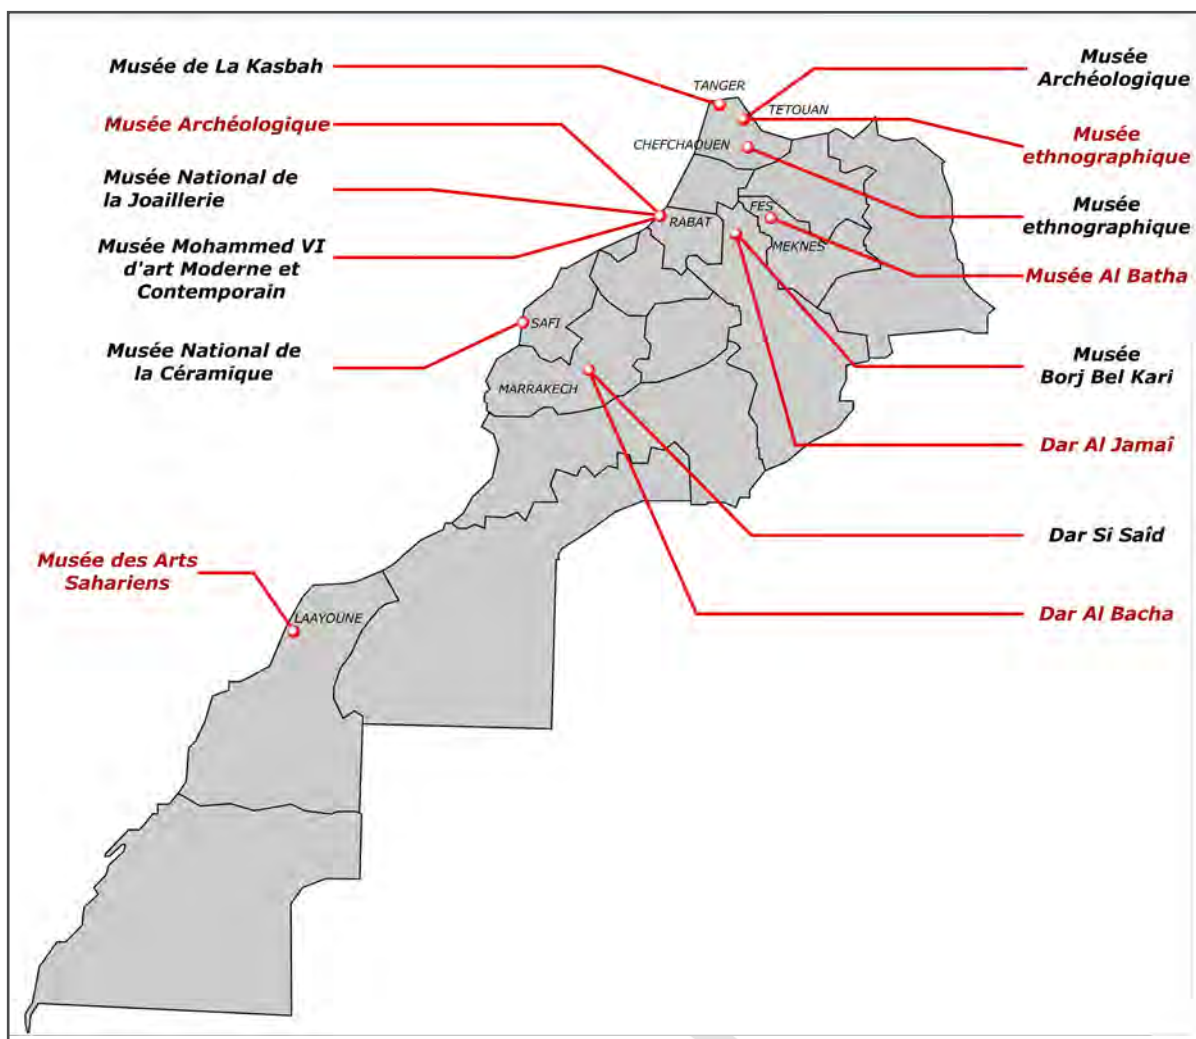 Musée de La Kasbah
Musée Archéologique
Musée National de
la Joaillerie
Musée Mohammed VI
d'art Moderne et
Contemporain
Musée National de
la Céramique
Musée des Arts
Sahariens
TANGER
TETOUAN
CHEFCHAOUEN
RABAT
FES
MEKNES
SAFI
MARRAKECH
LAAYOUNE
Musée
Archéologique
Musée
ethnographique
Musée
ethnographique
Musée Al Batha
Musée
Borj Bel Kari
Dar Al Jamaî
Dar Si Saîd
Dar Al Bacha